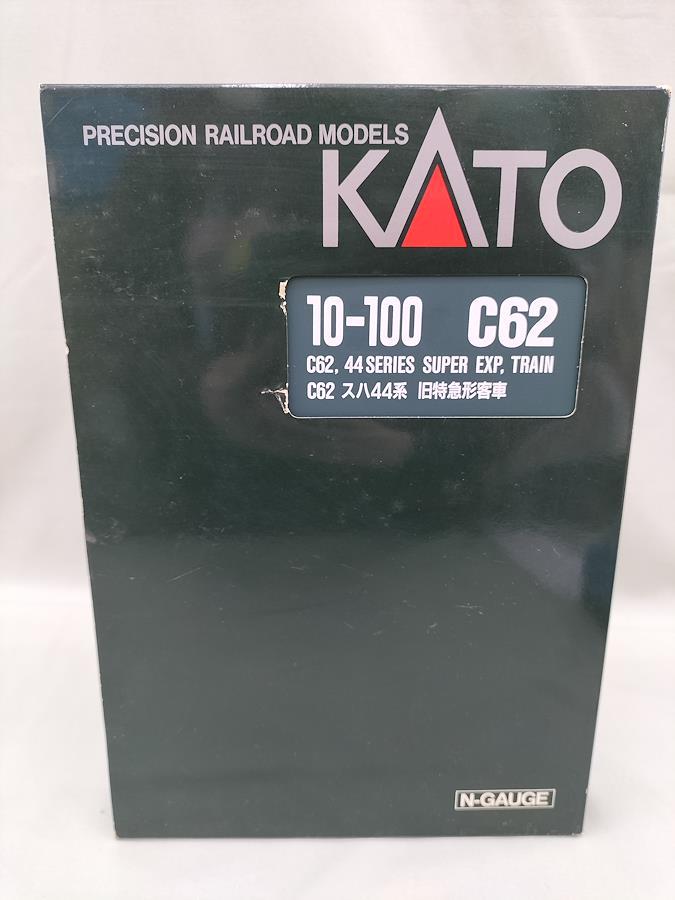 PRECISION RAILROAD MODELS
KATO
10-100 C62
C62, 44 SERIES SUPER EXP, TRAIN
C62 スハ44系 旧特急形客車
N-GAUGE